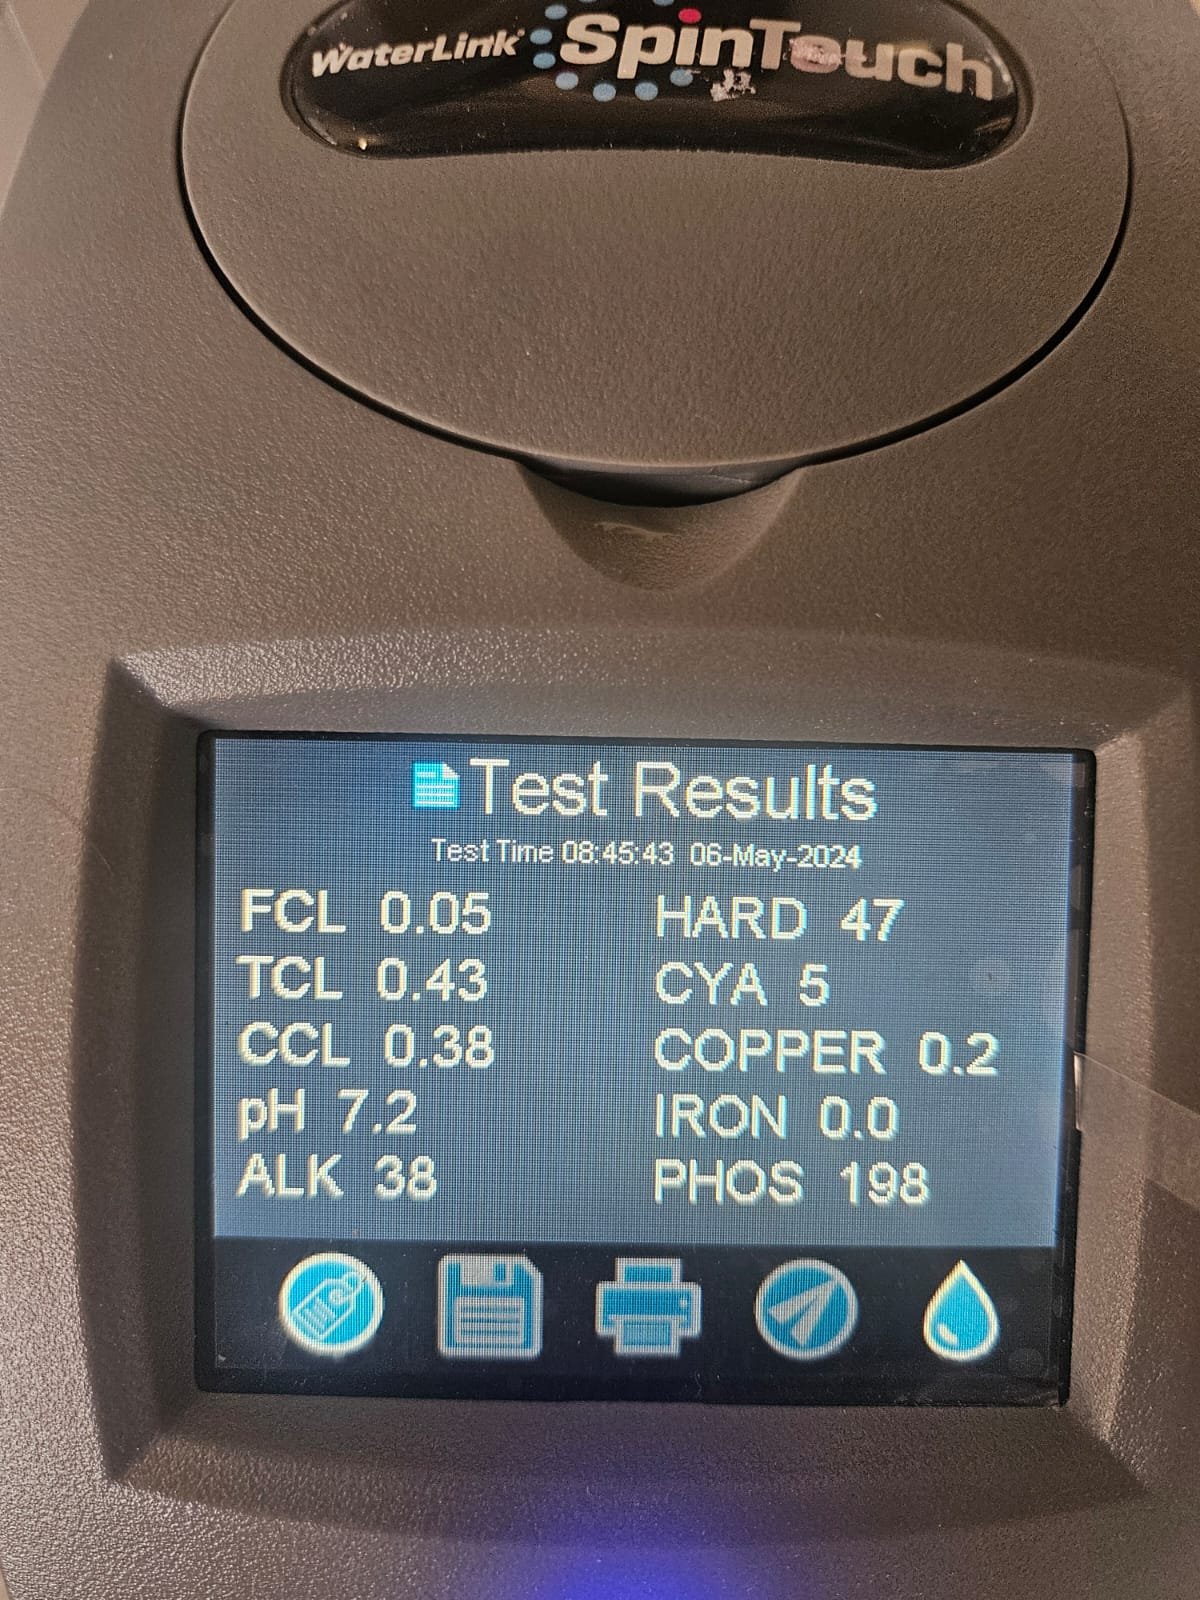 WaterLink SpinTouch
Test Results
Test Time 08:45:43 06-May-2024
FCL 0.05
TCL 0.43
CCL 0.38
pH 7.2
ALK 38
HARD 47
CYA 5
COPPER 0.2
IRON 0.0
PHOS 198